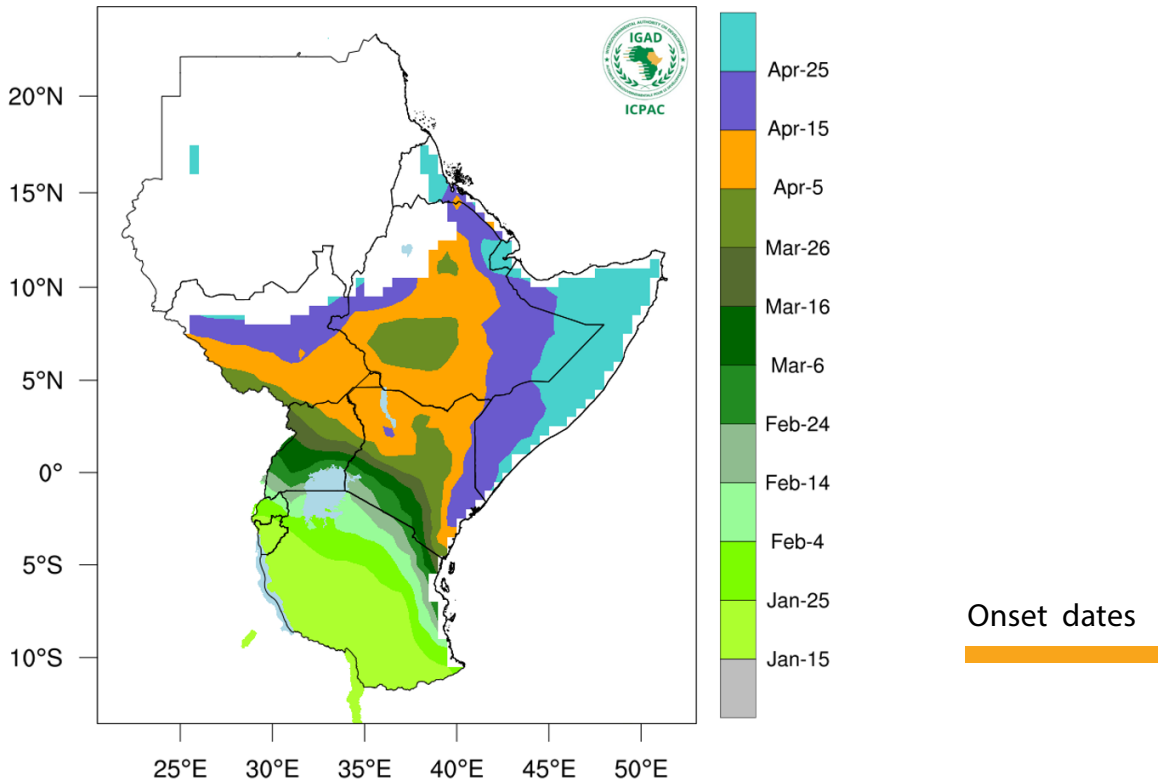 IGAD
ICPAC
20°N
15°N
10°N
5°N
0°
5°S
10°S
25°E 30°E 35°E 40°E 45°E 50°E
Apr-25
Apr-15
Apr-5
Mar-26
Mar-16
Mar-6
Feb-24
Feb-14
Feb-4
Jan-25
Jan-15
Onset dates